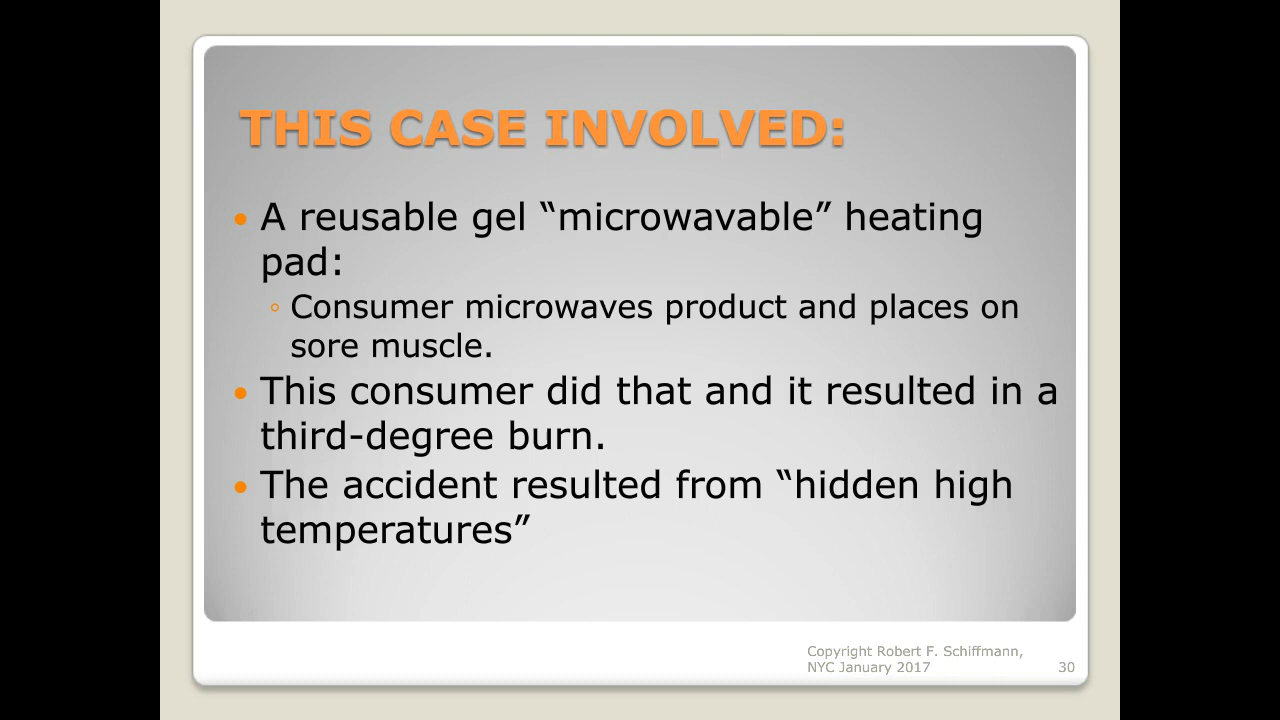 THIS CASE INVOLVED:
• A reusable gel “microwavable” heating
pad:
◦ Consumer microwaves product and places on
sore muscle.
• This consumer did that and it resulted in a
third-degree burn.
• The accident resulted from “hidden high
temperatures”
Copyright Robert F. Schiffmann,
NYC January 2017 30